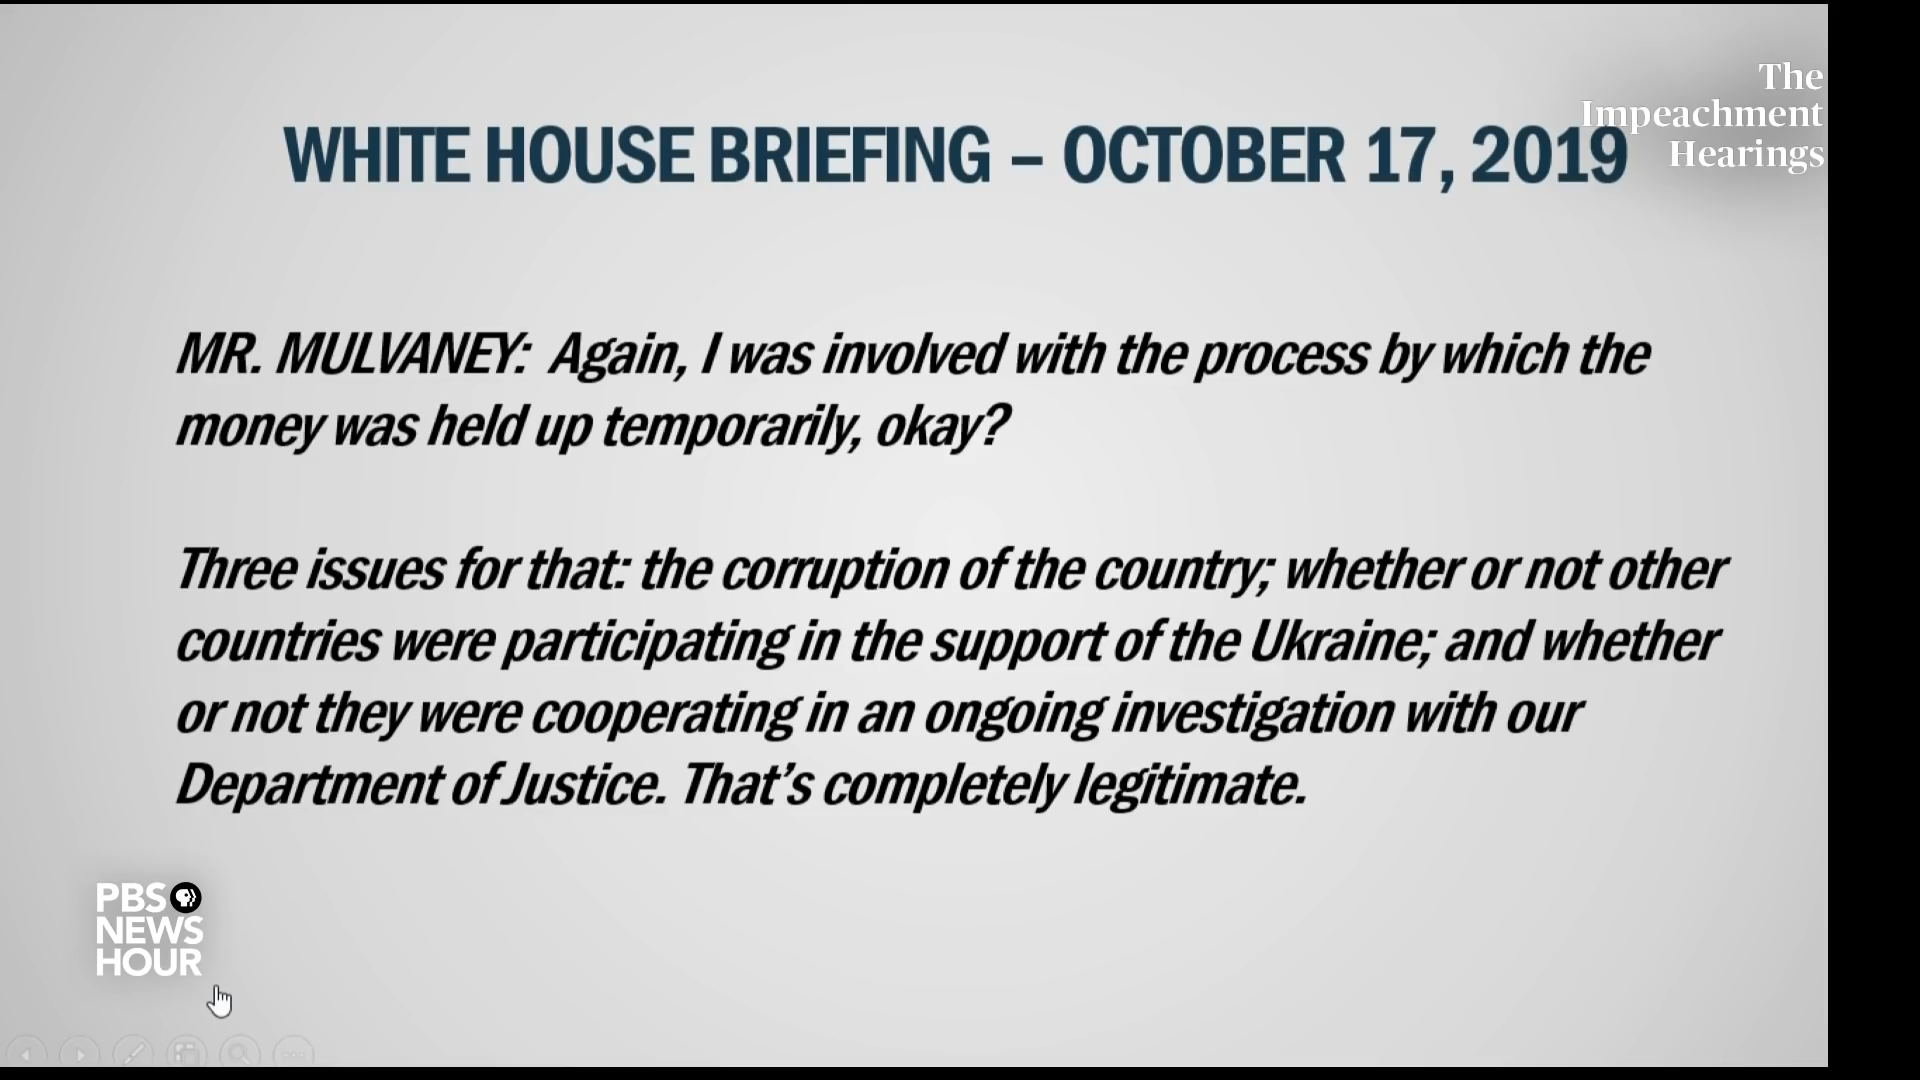 The
Impeachment
Hearings
WHITE HOUSE BRIEFING – OCTOBER 17, 2019
MR. MULVANEY:  Again, I was involved with the process by which the
money was held up temporarily, okay?
Three issues for that: the corruption of the country; whether or not other
countries were participating in the support of the Ukraine; and whether
or not they were cooperating in an ongoing investigation with our
Department of Justice. That’s completely legitimate.
PBS
NEWS
HOUR